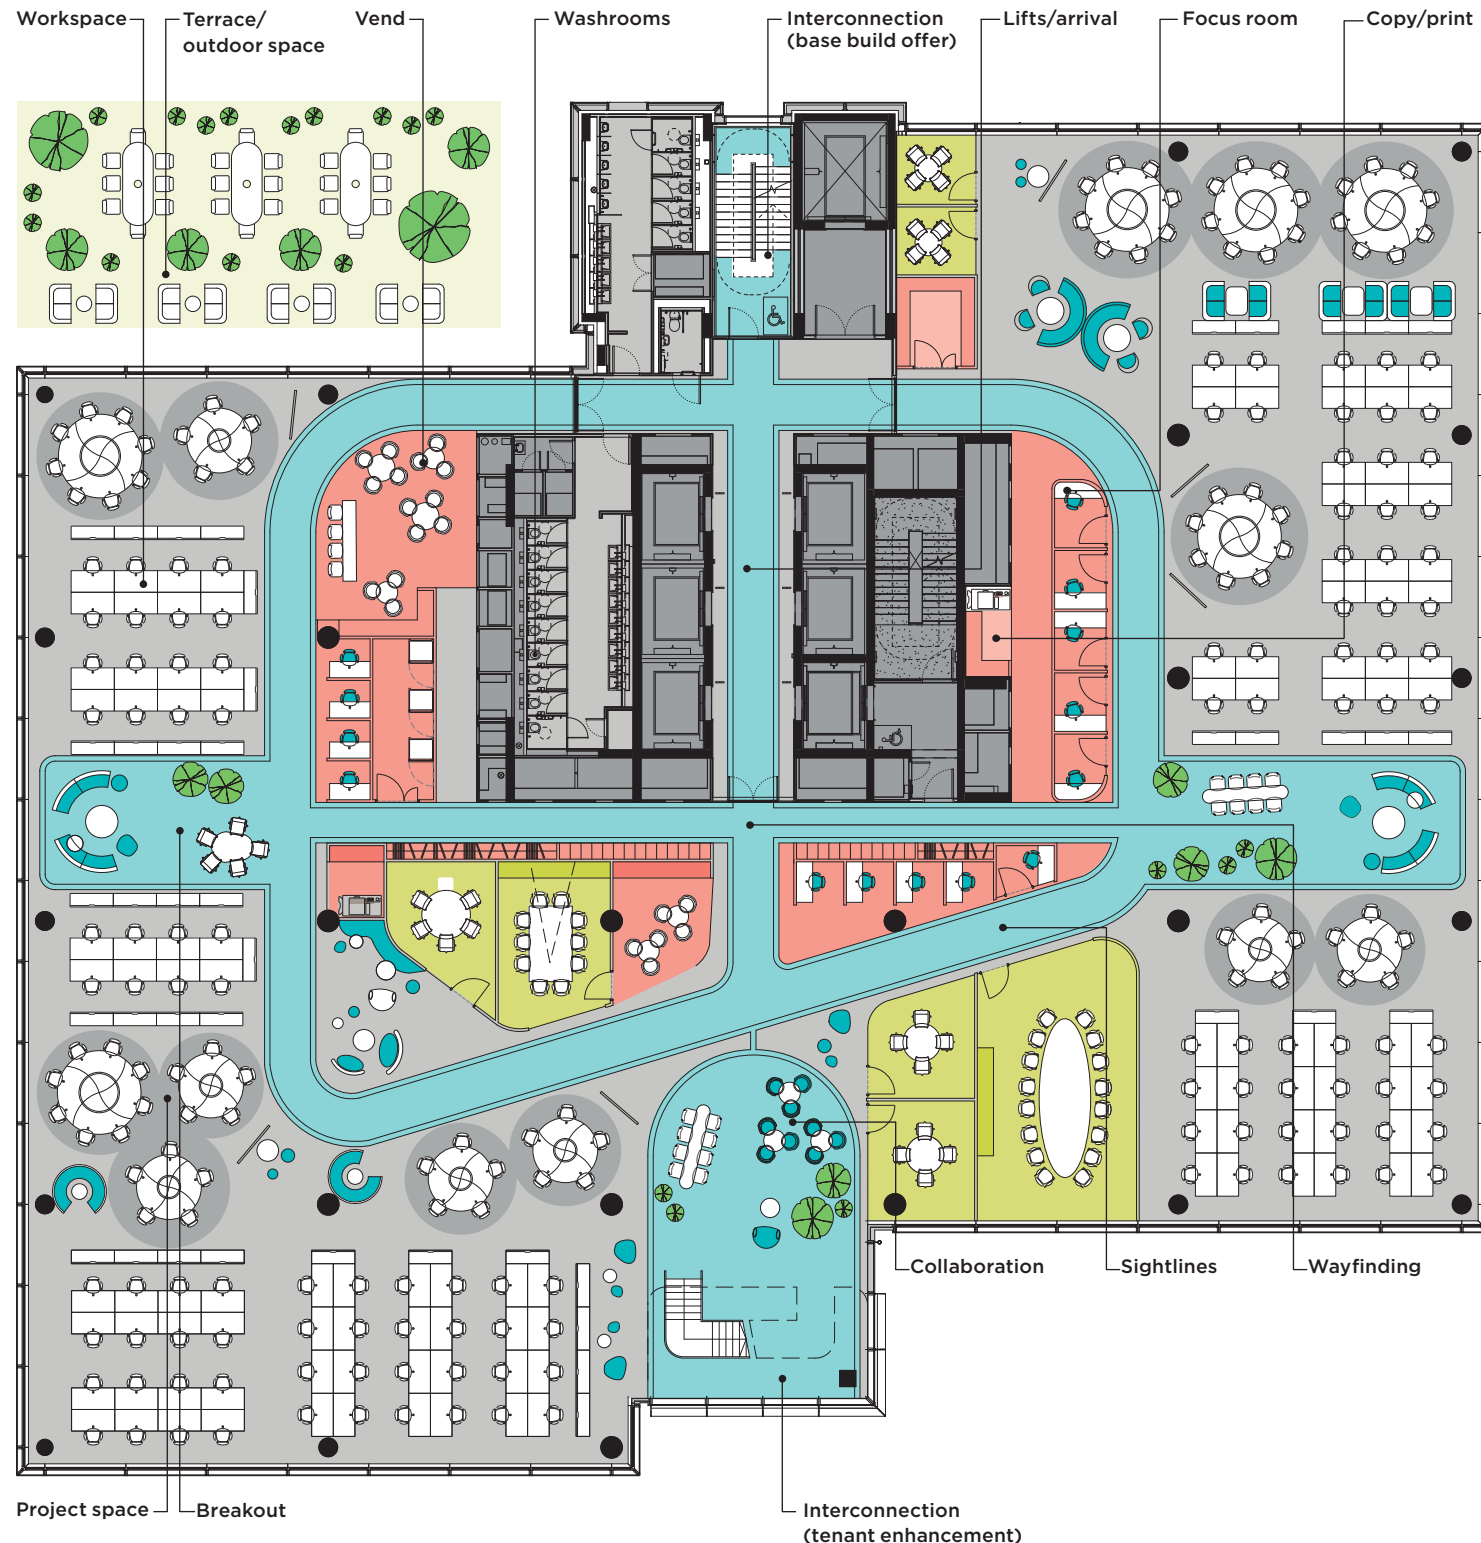 Workspace
Terrace/
outdoor space
Vend
Washrooms
Interconnection
(base build offer)
Lifts/arrival
Focus room
Copy/print
Collaboration
Sightlines
Wayfinding
Project space
Breakout
Interconnection
(tenant enhancement)